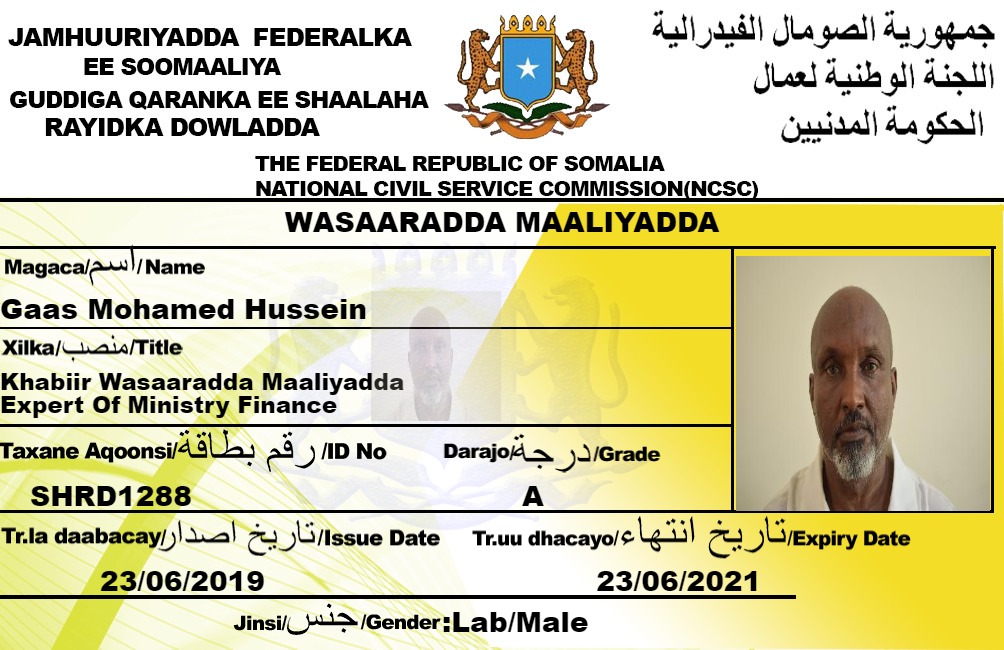 JAMHUURIYADDA FEDERALKA
EE SOOMAALIYA
GUDDIGA QARANKA EE SHAALAHA
RAYIDKA DOWLADDA
جمهورية الصومال الفيدرالية
اللجنة الوطنية لعمال
الحكومة المدنيين
THE FEDERAL REPUBLIC OF SOMALIA
NATIONAL CIVIL SERVICE COMMISSION(NCSC)
WASAARADDA MAALIYADDA
Magaca/اسم/Name
Gaas Mohamed Hussein
Xilka/منصب/Title
Khabiir Wasaaradda Maaliyadda
Expert Of Ministry Finance
Taxane Aqoonsi/رقم بطاقة/ID No Darajo/درجة/Grade
SHRD1288 A
Tr.la daabacay/تاريخ اصدار/Issue Date Tr.uu dhacayo/تاريخ انتهاء/Expiry Date
23/06/2019 23/06/2021
Jinsi/جنس/Gender:Lab/Male